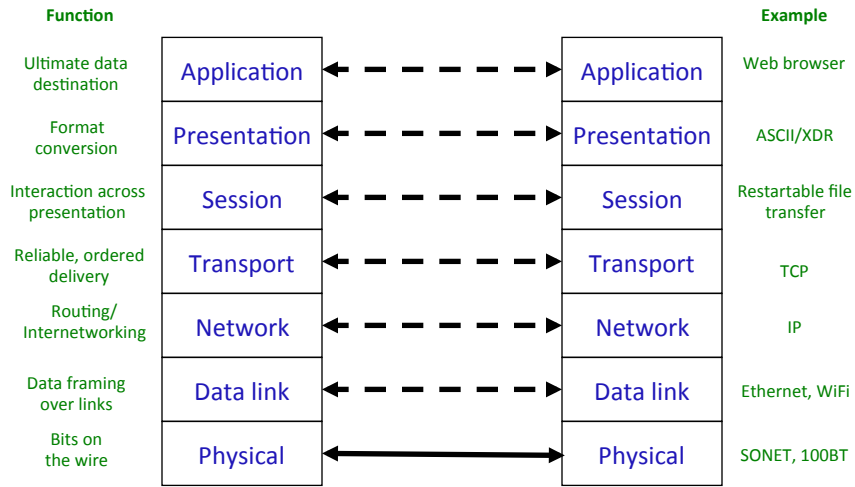 Function
Example
Ultimate data
destination
Application
Application
Web browser
Format
conversion
Presentation
Presentation
ASCII/XDR
Interaction across
presentation
Session
Session
Restartable file
transfer
Reliable, ordered
delivery
Transport
Transport
TCP
Routing/
Internetworking
Network
Network
IP
Data framing
over links
Data link
Data link
Ethernet, WiFi
Bits on
the wire
Physical
Physical
SONET, 100BT